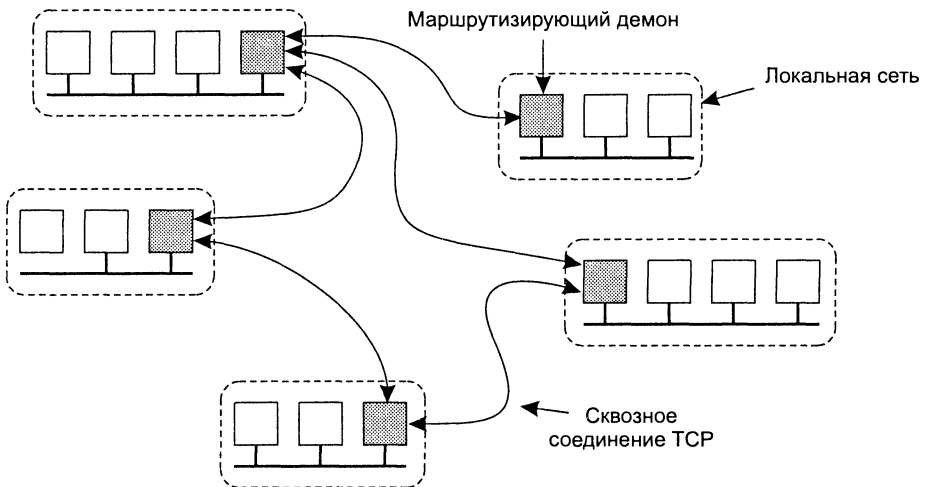 Маршрутизирующий демон
Локальная сеть
Сквозное
соединение TCP